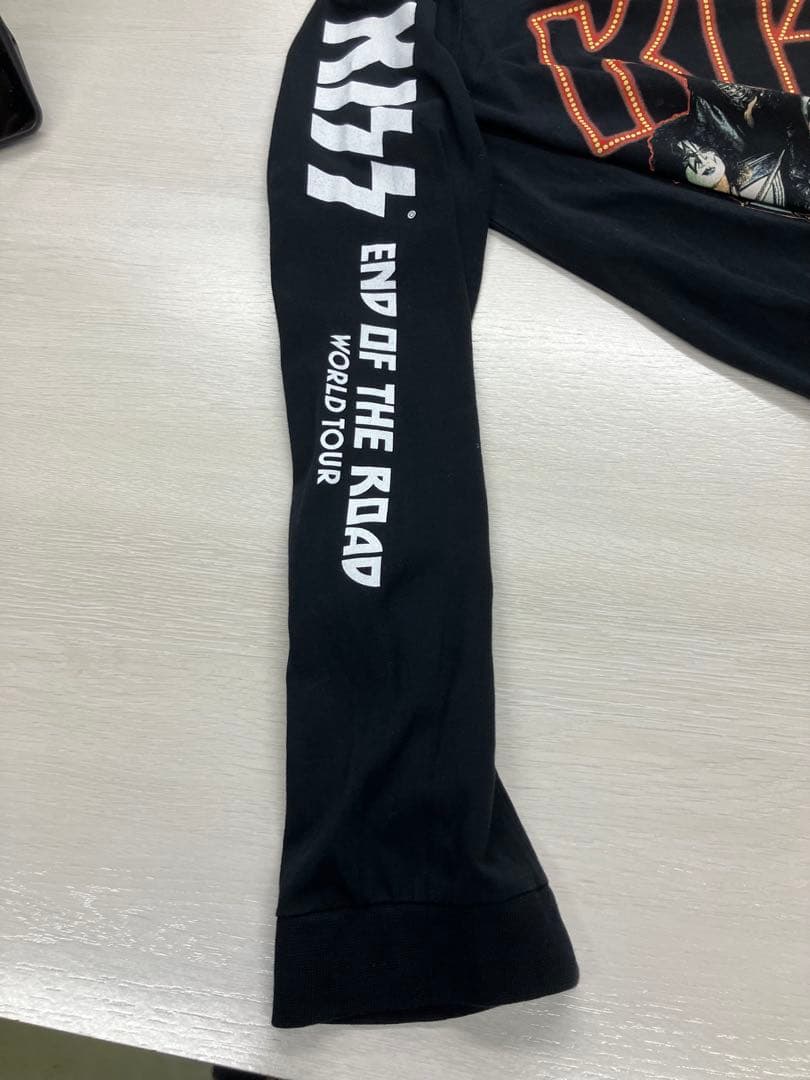 KISS
®
END OF THE ROAD
WORLD TOUR